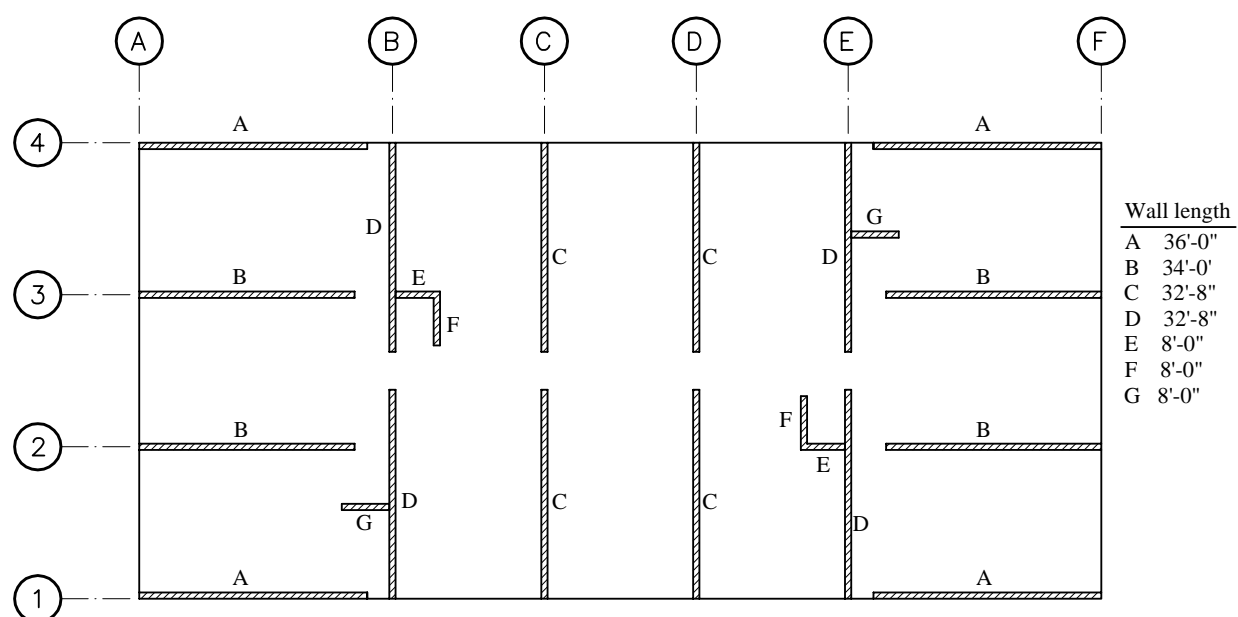 A B C D E F
A A
4
G
D C C D
Wall length
A 36'-0"
B 34'-0'
C 32'-8"
D 32'-8"
E 8'-0"
F 8'-0"
G 8'-0"
B E B
3
F
F
B B
2
E
G D C C D
A A
1